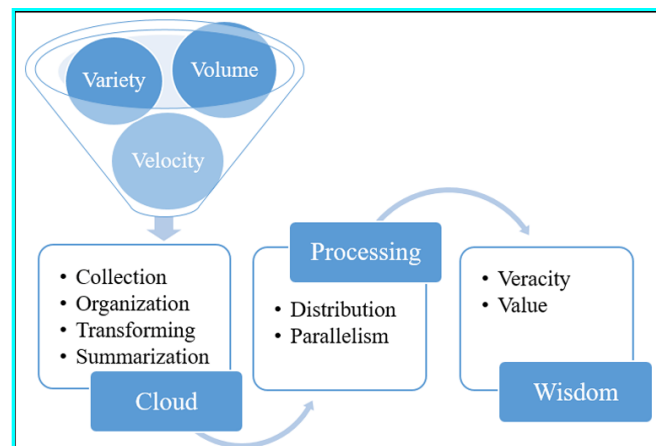 Variety
Volume
Velocity
• Collection
• Organization
• Transforming
• Summarization
Cloud
Processing
• Distribution
• Parallelism
• Veracity
• Value
Wisdom